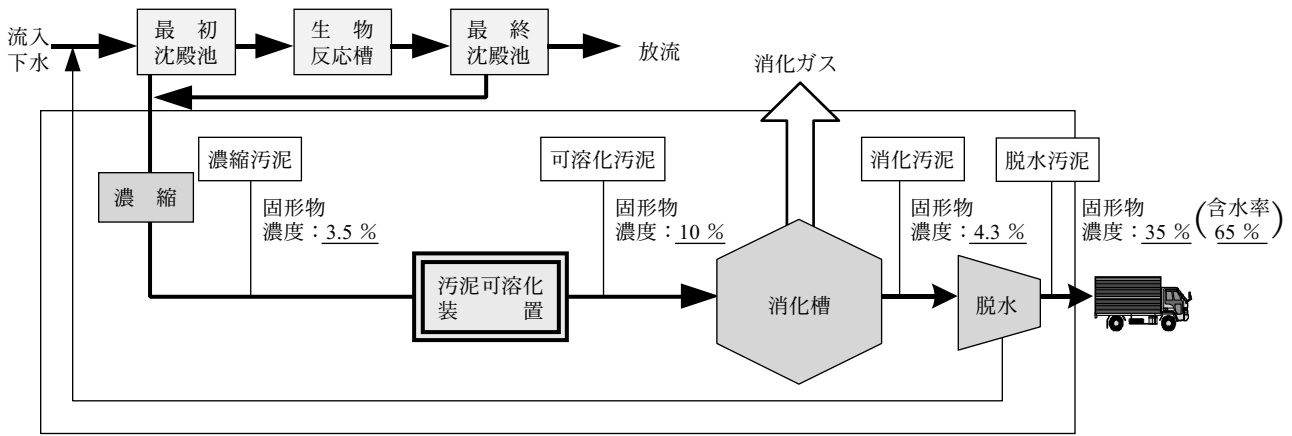 流入
下水
最 初
沈殿池
生 物
反応槽
最 終
沈殿池
放流
消化ガス
濃 縮
濃縮汚泥
固形物
濃度：3.5 %
汚泥可溶化
装 置
可溶化汚泥
固形物
濃度：10 %
消化槽
消化汚泥
固形物
濃度：4.3 %
脱水
脱水汚泥
固形物
濃度：35 %
(含水率
65 %)